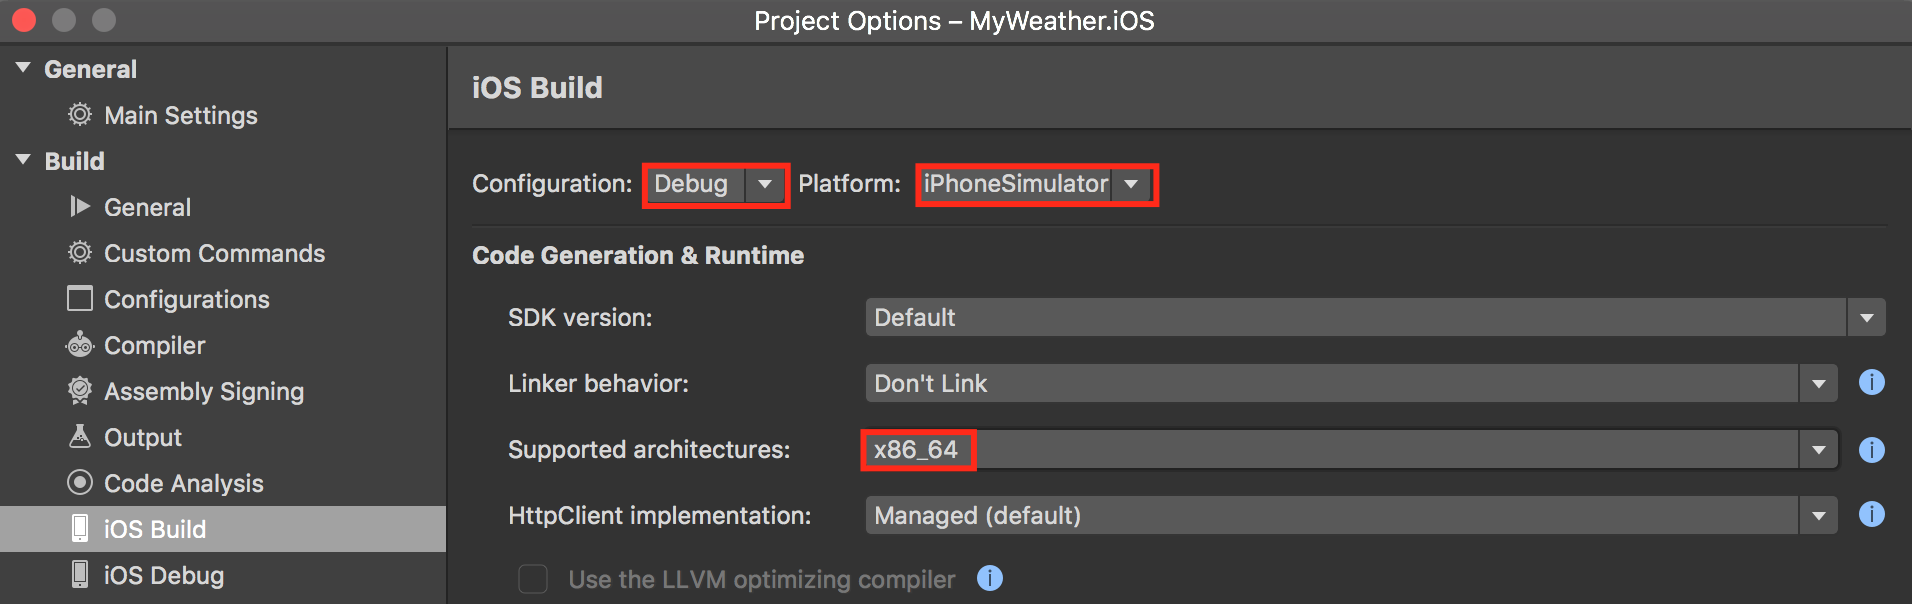 Project Options – MyWeather.iOS
General
Main Settings
Build
General
Custom Commands
Configurations
Compiler
Assembly Signing
Output
Code Analysis
iOS Build
iOS Debug
iOS Build
Configuration: Debug Platform: iPhoneSimulator
Code Generation & Runtime
SDK version: Default
Linker behavior: Don't Link
Supported architectures: x86_64
HttpClient implementation: Managed (default)
Use the LLVM optimizing compiler